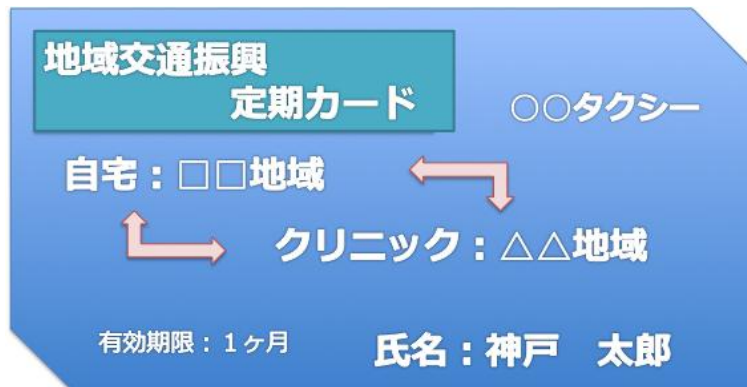 地域交通振興
定期カード
○○タクシー
自宅：□□地域
クリニック：△△地域
有効期限：１ヶ月
氏名：神戸　太郎